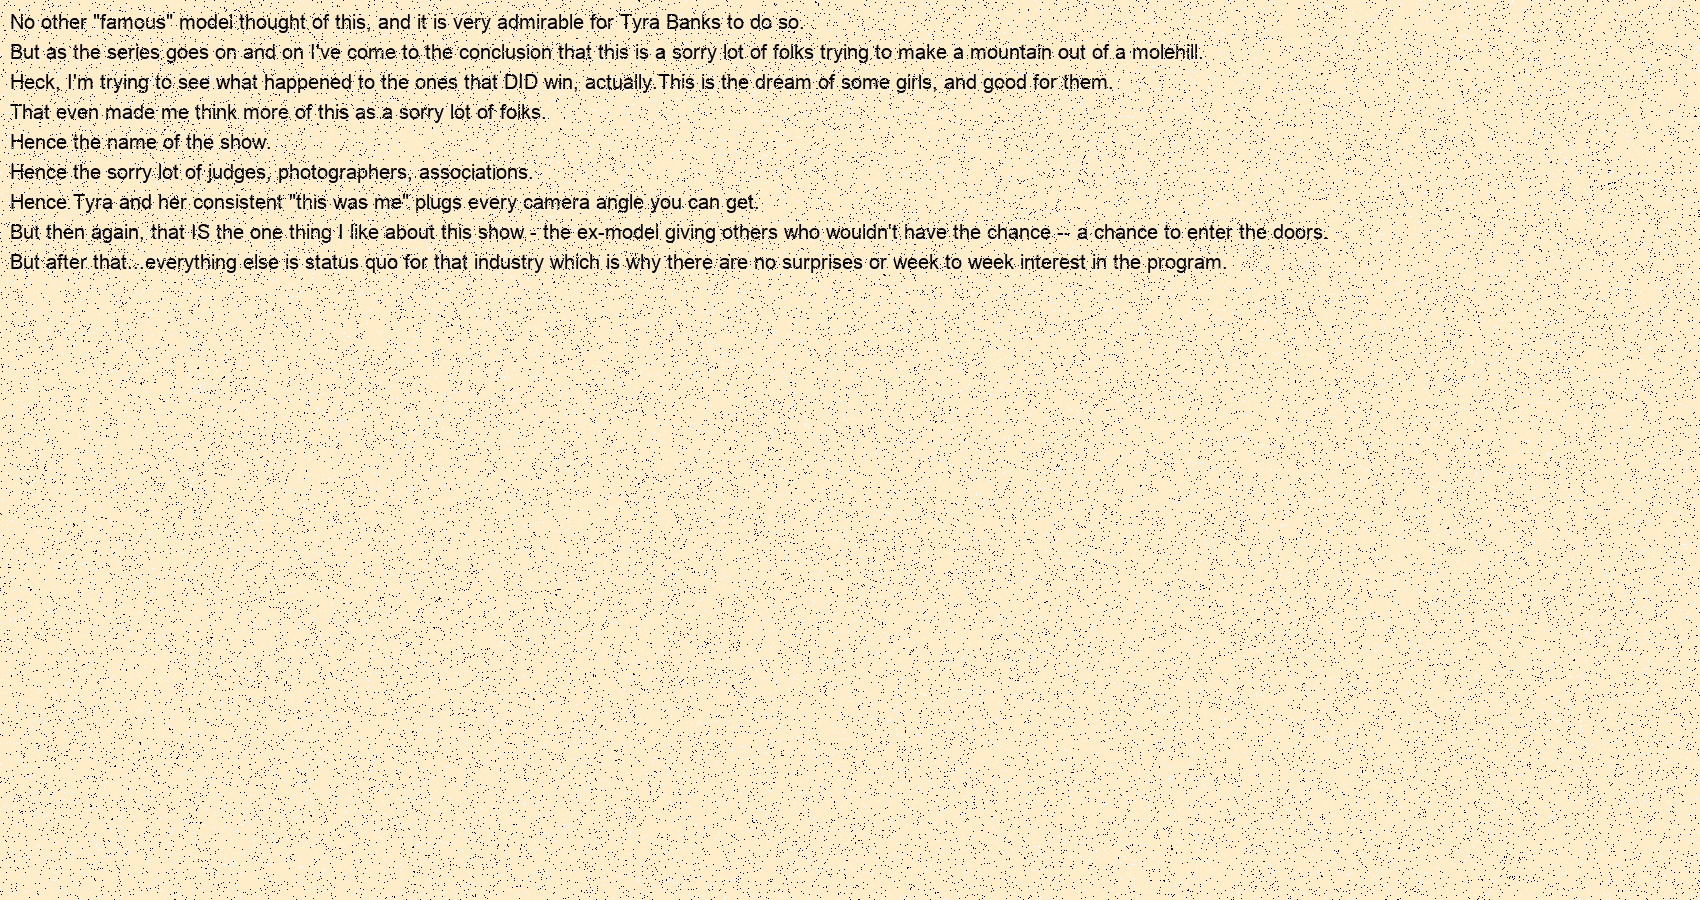 No other "famous" model thought of this, and it is very admirable for Tyra Banks to do so.
But as the series goes on and on I've come to the conclusion that this is a sorry lot of folks trying to make a mountain out of a molehill.
Heck, I'm trying to see what happened to the ones that DID win, actually.This is the dream of some girls, and good for them.
That even made me think more of this as a sorry lot of folks.
Hence the name of the show.
Hence the sorry lot of judges, photographers, associations.
Hence Tyra and her consistent "this was me" plugs every camera angle you can get.
But then again, that IS the one thing I like about this show - the ex-model giving others who wouldn't have the chance -- a chance to enter the doors.
But after that...everything else is status quo for that industry which is why there are no surprises or week to week interest in the program.